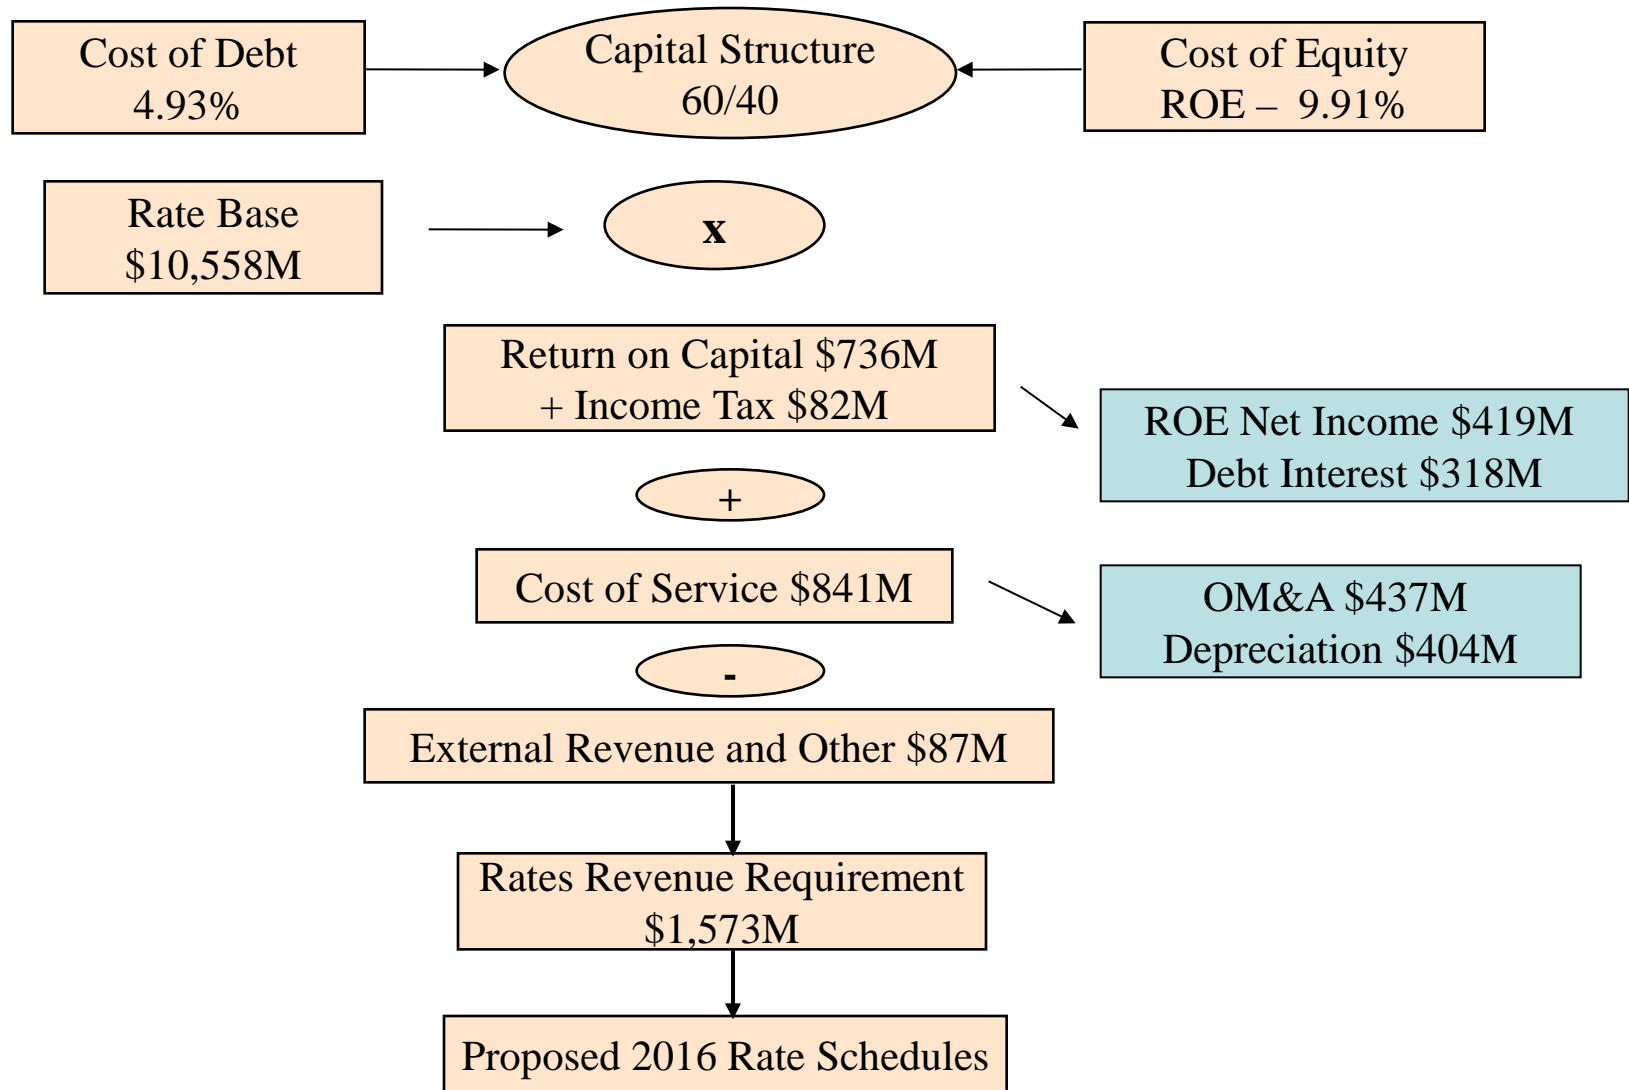 Cost of Debt
4.93%
Capital Structure
60/40
Cost of Equity
ROE – 9.91%
Rate Base
$10,558M
x
Return on Capital $736M
+ Income Tax $82M
ROE Net Income $419M
Debt Interest $318M
+
Cost of Service $841M
OM&A $437M
Depreciation $404M
-
External Revenue and Other $87M
Rates Revenue Requirement
$1,573M
Proposed 2016 Rate Schedules